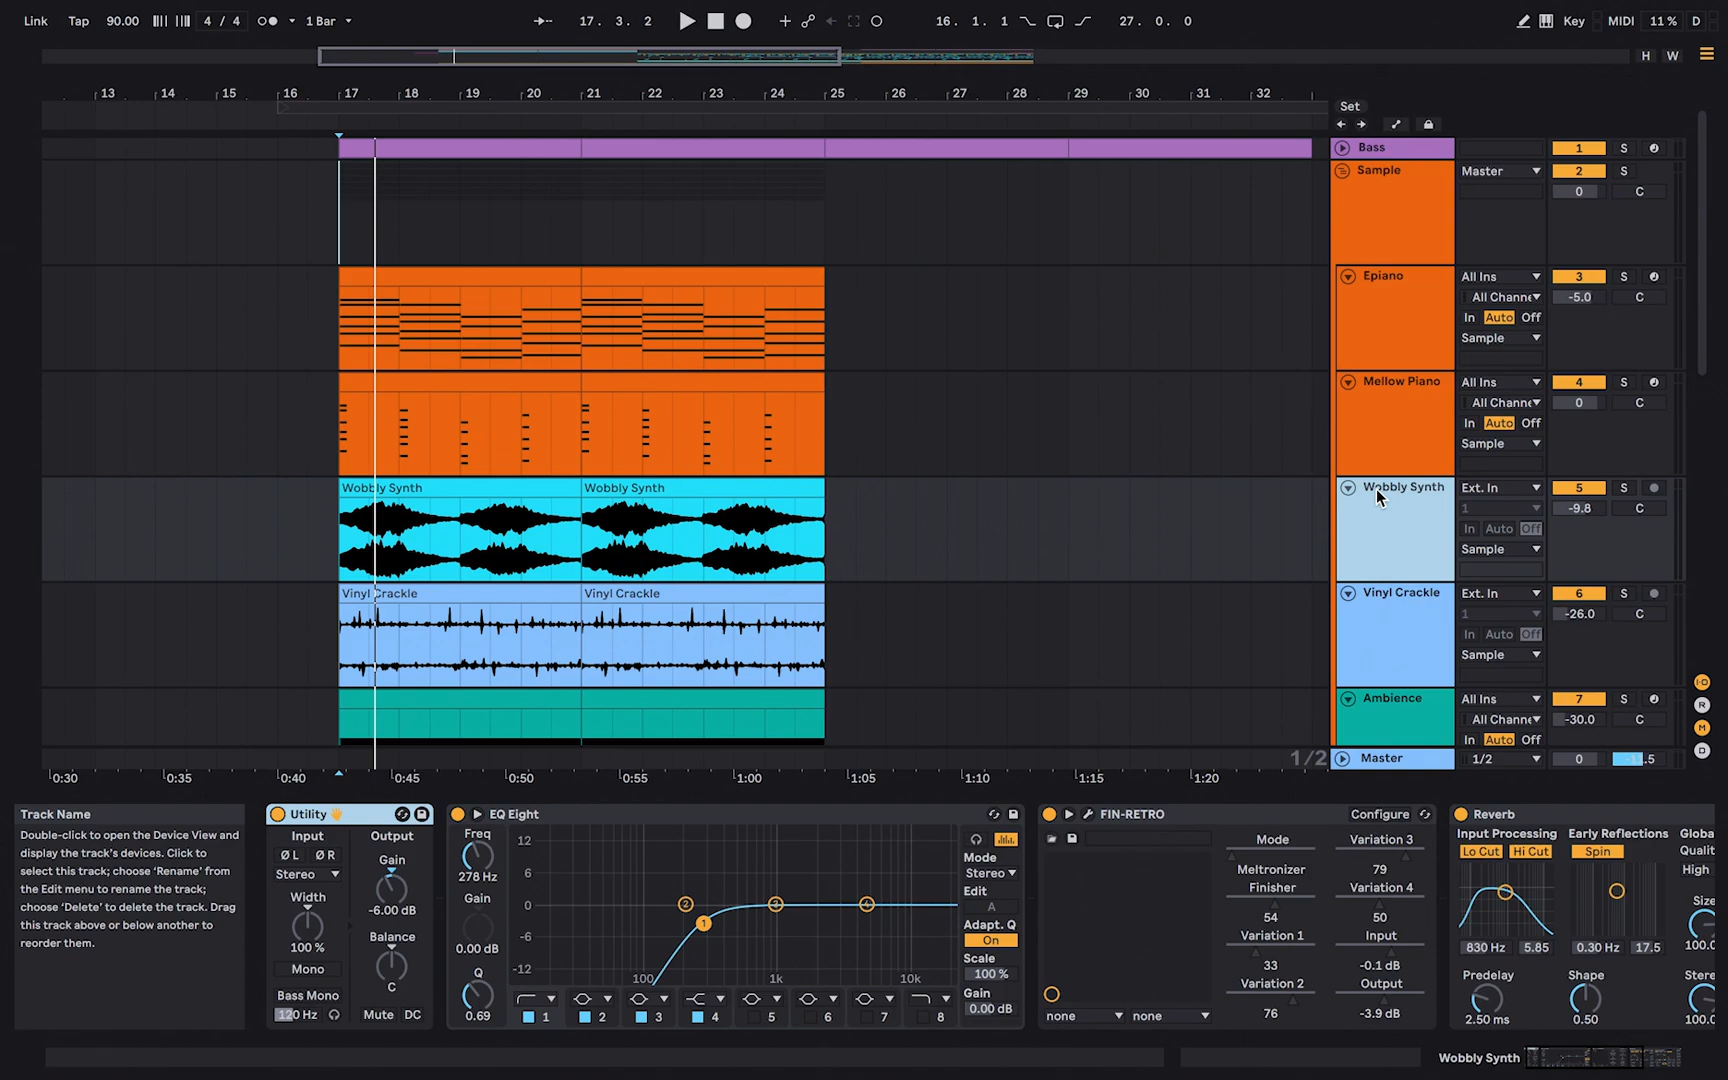 Link Tap 90.00 4 / 4 1 Bar 17. 3. 2 16. 1. 1 27. 0. 0 Key MIDI 11 % D
H W
13 14 15 16 17 18 19 20 21 22 23 24 25 26 27 28 29 30 31 32
Set
Bass 1 S
Sample Master 2 S
0 C
Epiano All Ins 3 S
All Channe -5.0 C
In Auto Off
Sample
Mellow Piano All Ins 4 S
All Channe 0 C
In Auto Off
Sample
Wobbly Synth Wobbly Synth Wobbly Synth Ext. In 5 S
1 -9.8 C
In Auto Off
Sample
Vinyl Crackle Vinyl Crackle Vinyl Crackle Ext. In 6 S
1 -26.0 C
In Auto Off
Sample
Ambience All Ins 7 S
All Channe -30.0 C
In Auto Off
1/2 Master 1/2 0
I·O
R
M
D
0:30 0:35 0:40 0:45 0:50 0:55 1:00 1:05 1:10 1:15 1:20
Track Name
Double-click to open the Device View and
display the track's devices. Click to
select this track; choose 'Rename' from
the Edit menu to rename the track;
choose 'Delete' to delete the track. Drag
this track above or below another to
reorder them.
Utility
Input Output
Ø L Ø R
Stereo
Gain
-6.00 dB
Width
100 %
Balance
C
Mono
Bass Mono
120 Hz
Mute DC
EQ Eight
Freq
278 Hz
Gain
0.00 dB
Q
0.69
12
6
0
-6
-12
100 1k 10k
1 2 3 4
1 2 3 4 5 6 7 8
Mode
Stereo
Edit
A
Adapt. Q
On
Scale
100 %
Gain
0.00 dB
FIN-RETRO Configure
none none
Mode Variation 3
Meltronizer 79
Finisher Variation 4
54 50
Variation 1 Input
33 -0.1 dB
Variation 2 Output
76 -3.9 dB
Reverb
Input Processing Early Reflections Globa
Lo Cut Hi Cut Spin Qualit
High
Size
100.0
830 Hz 5.85 0.30 Hz 17.5
Predelay Shape Stere
2.50 ms 0.50 100.0
Wobbly Synth